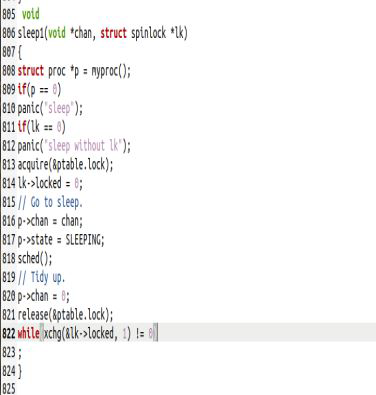 805 void
806 sleep1(void *chan, struct spinlock *lk)
807 {
808 struct proc *p = myproc();
809 if(p == 0)
810 panic("sleep");
811 if(lk == 0)
812 panic("sleep without lk");
813 acquire(&ptable.lock);
814 lk->locked = 0;
815 // Go to sleep.
816 p->chan = chan;
817 p->state = SLEEPING;
818 sched();
819 // Tidy up.
820 p->chan = 0;
821 release(&ptable.lock);
822 while(xchg(&lk->locked, 1) != 0)
823 ;
824 }
825